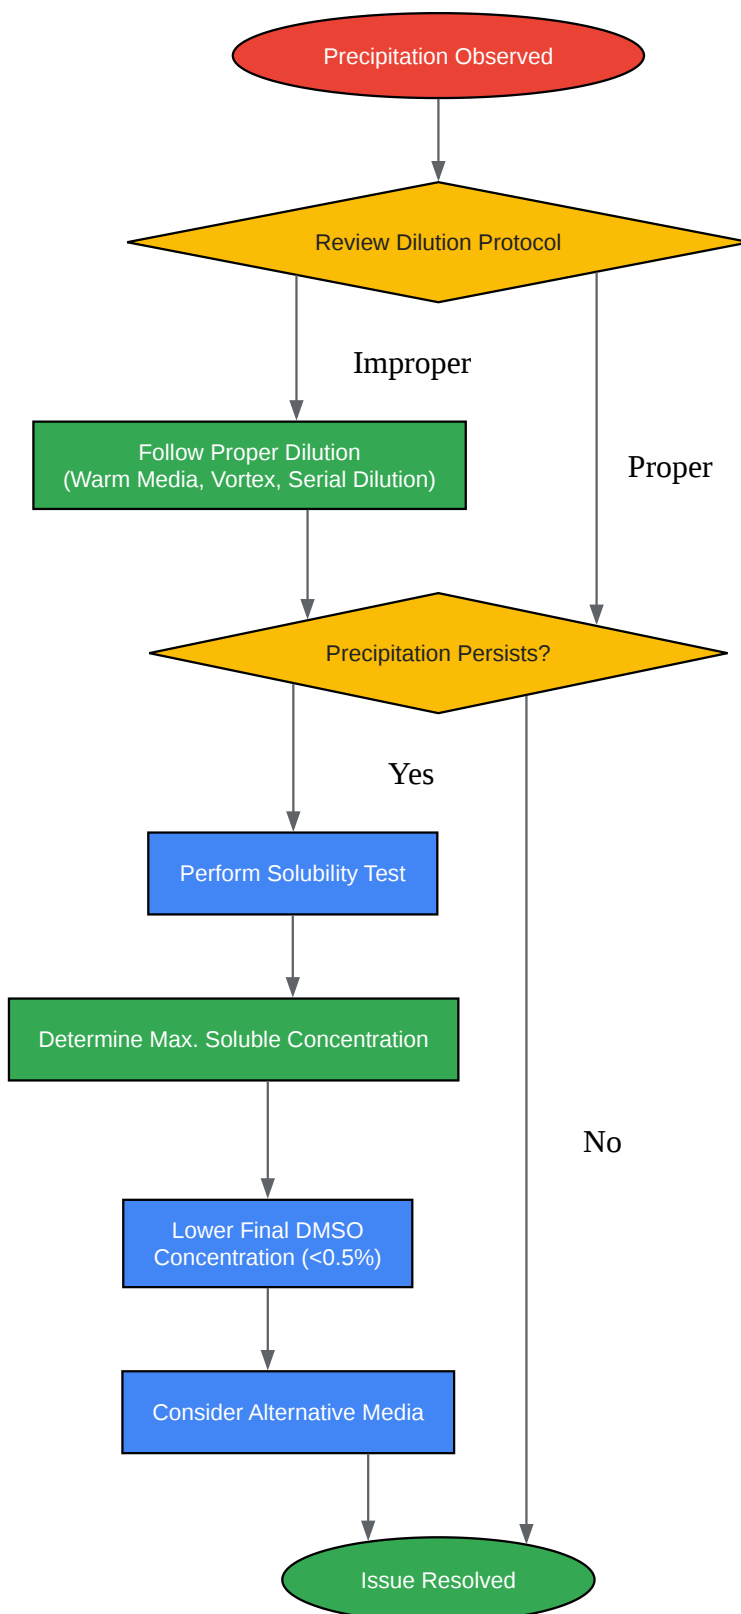 Precipitation Observed
Review Dilution Protocol
Improper
Follow Proper Dilution
(Warm Media, Vortex, Serial Dilution)
Proper
Precipitation Persists?
Yes
Perform Solubility Test
Determine Max. Soluble Concentration
No
Lower Final DMSO
Concentration (<0.5%)
Consider Alternative Media
Issue Resolved